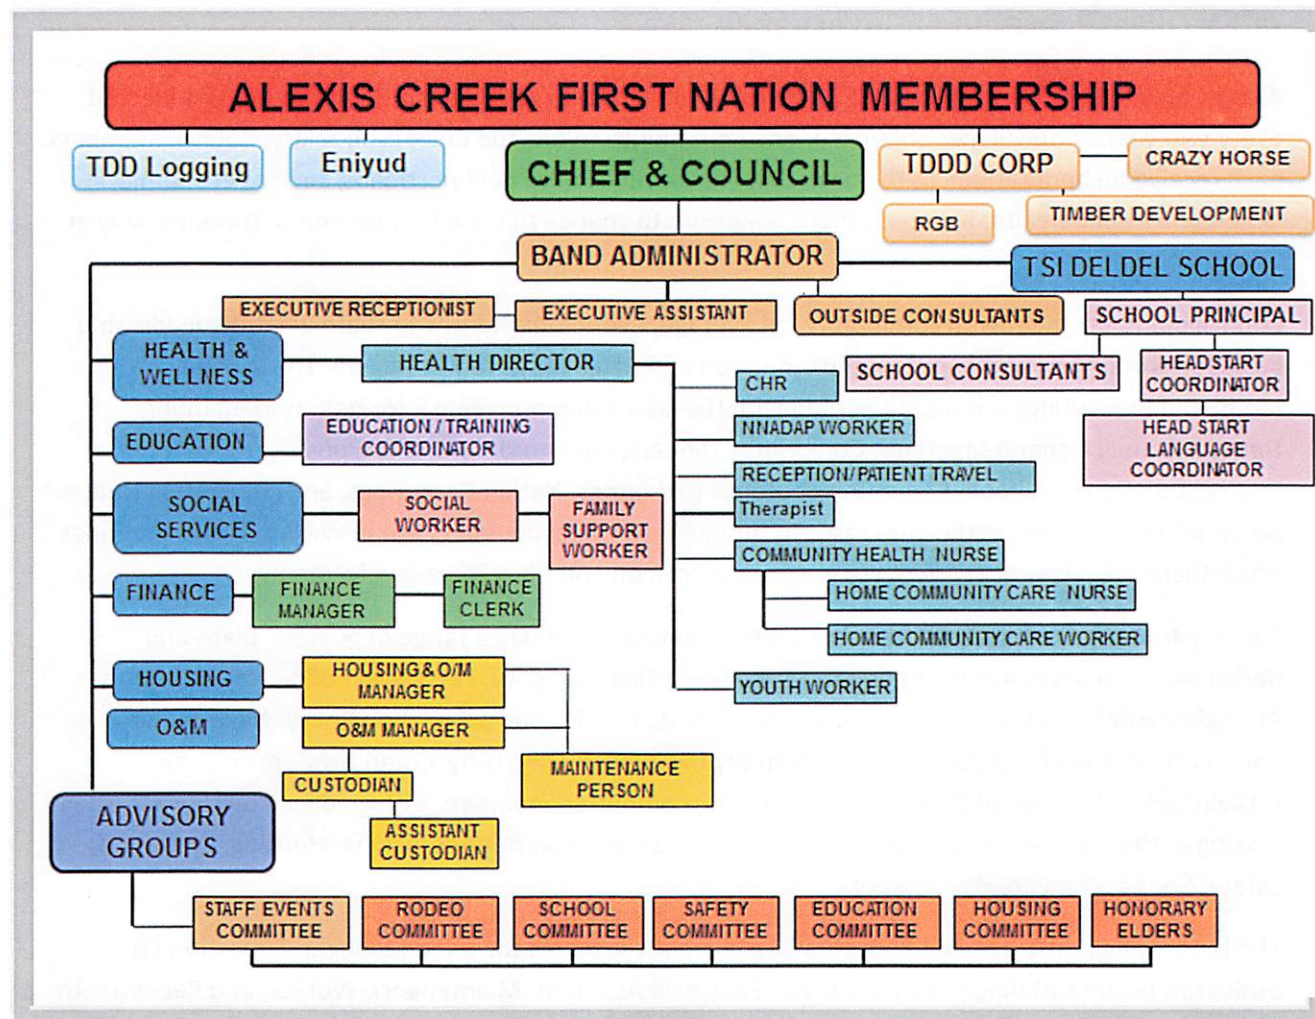 ALEXIS CREEK FIRST NATION MEMBERSHIP
TDD Logging
Eniyud
CHIEF & COUNCIL
TDDD CORP
CRAZY HORSE
RGB
TIMBER DEVELOPMENT
BAND ADMINISTRATOR
TSI DELDEL SCHOOL
EXECUTIVE RECEPTIONIST
EXECUTIVE ASSISTANT
OUTSIDE CONSULTANTS
SCHOOL PRINCIPAL
HEALTH &
WELLNESS
HEALTH DIRECTOR
SCHOOL CONSULTANTS
HEADSTART
COORDINATOR
CHR
EDUCATION
EDUCATION / TRAINING
COORDINATOR
NNADAP WORKER
HEAD START
LANGUAGE
COORDINATOR
RECEPTION/PATIENT TRAVEL
SOCIAL
SERVICES
SOCIAL
WORKER
FAMILY
SUPPORT
WORKER
Therapist
COMMUNITY HEALTH NURSE
FINANCE
FINANCE
MANAGER
FINANCE
CLERK
HOME COMMUNITY CARE NURSE
HOME COMMUNITY CARE WORKER
HOUSING
HOUSING & O/M
MANAGER
YOUTH WORKER
O&M
O&M MANAGER
CUSTODIAN
MAINTENANCE
PERSON
ADVISORY
GROUPS
ASSISTANT
CUSTODIAN
STAFF EVENTS
COMMITTEE
RODEO
COMMITTEE
SCHOOL
COMMITTEE
SAFETY
COMMITTEE
EDUCATION
COMMITTEE
HOUSING
COMMITTEE
HONORARY
ELDERS